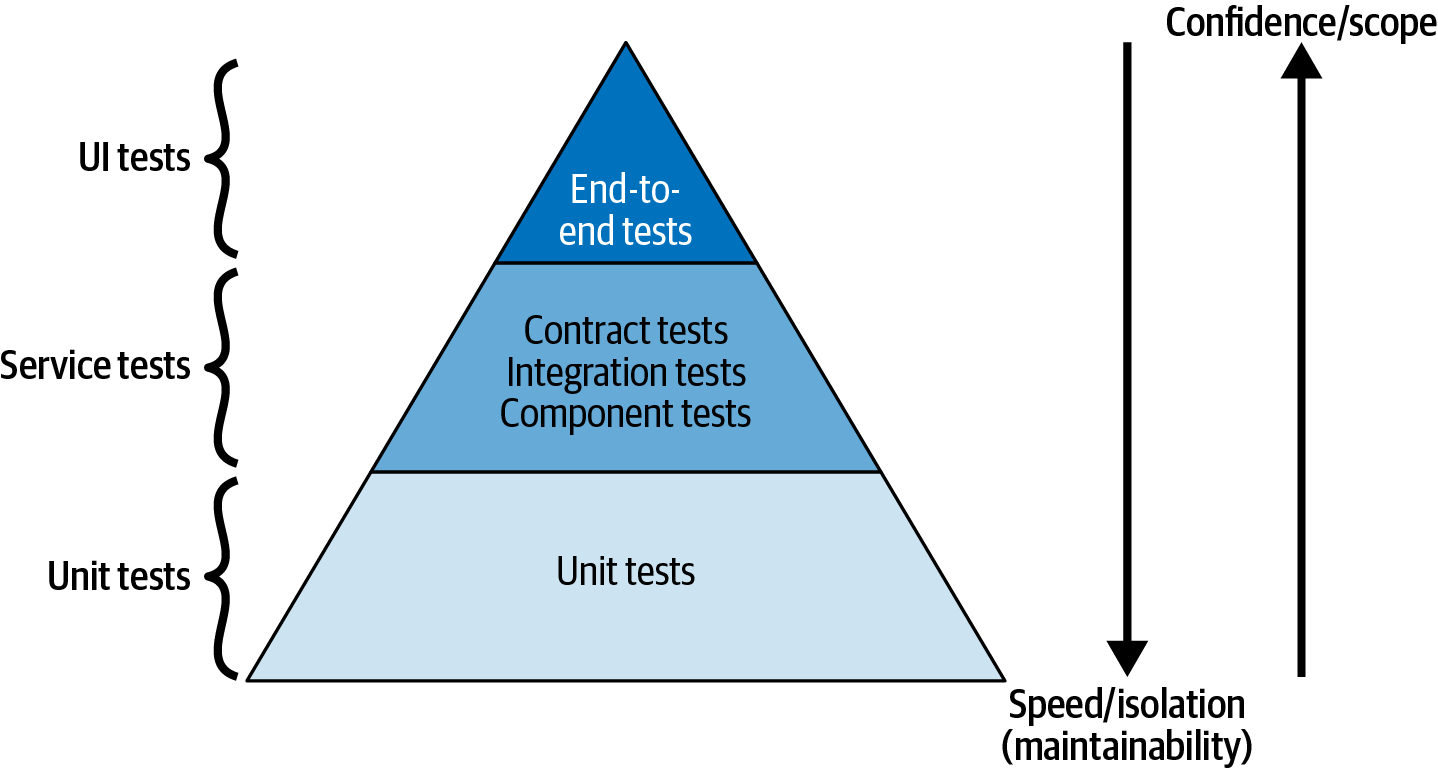 Confidence/scope
UI tests
End-to-
end tests
Service tests
Contract tests
Integration tests
Component tests
Unit tests
Unit tests
Speed/isolation
(maintainability)